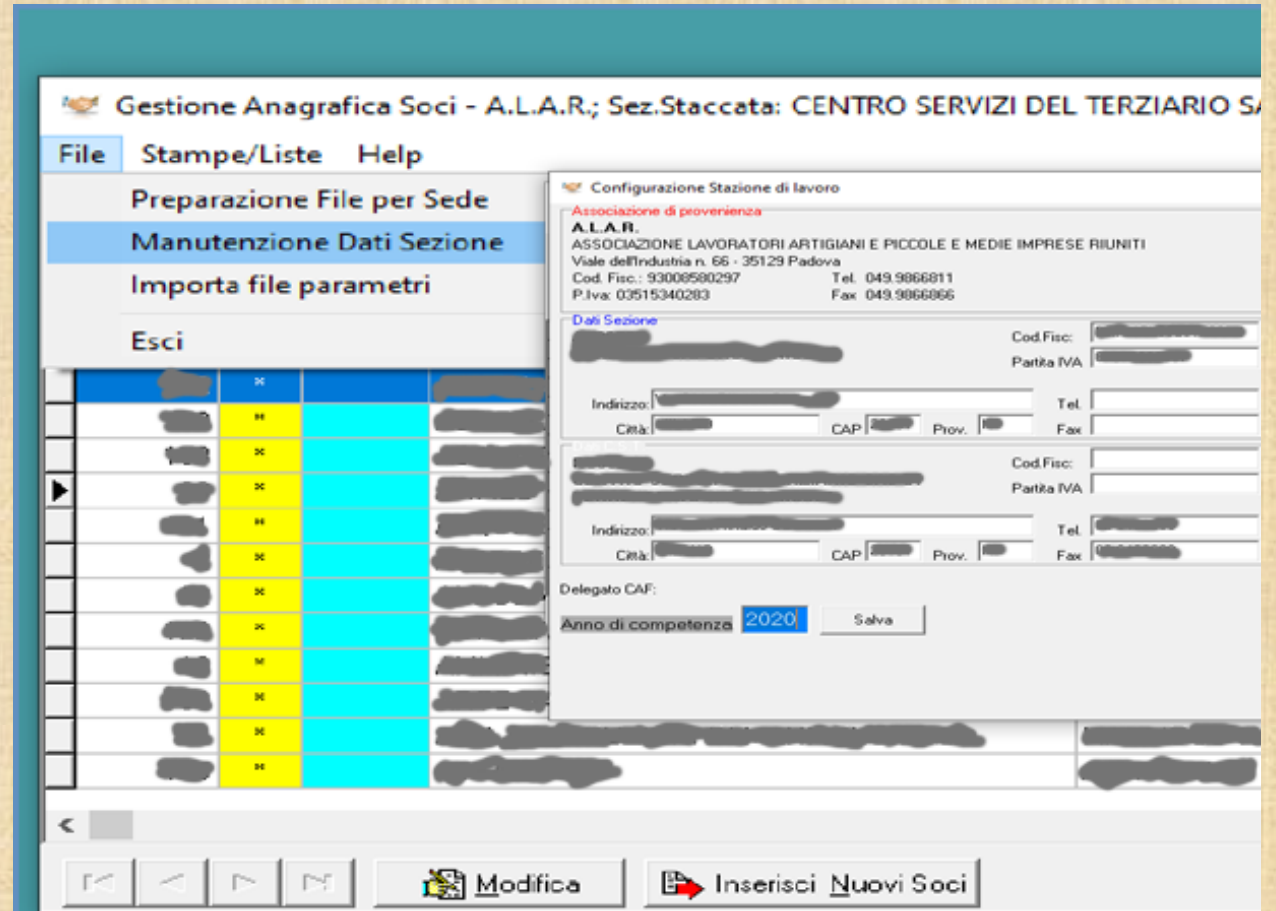 Gestione Anagrafica Soci - A.L.A.R.; Sez.Staccata: CENTRO SERVIZI DEL TERZIARIO
File Stampe/Liste Help
Preparazione File per Sede
Manutenzione Dati Sezione
Importa file parametri
Esci
Configurazione Stazione di lavoro
Associazione di provenienza
A.L.A.R.
ASSOCIAZIONE LAVORATORI ARTIGIANI E PICCOLE E MEDIE IMPRESE RIUNITI
Viale dell'Industria n. 66 - 35129 Padova
Cod. Fisc.: 93008580297 Tel. 049.9866811
P.Iva: 03515340283 Fax 049.9866866
Dati Sezione
Cod.Fisc:
Partita IVA
Indirizzo: Tel.
Città: CAP Prov. Fax
Cod.Fisc:
Partita IVA
Indirizzo: Tel.
Città: CAP Prov. Fax
Delegato CAF:
Anno di competenza 2020 Salva
Modifica Inserisci Nuovi Soci